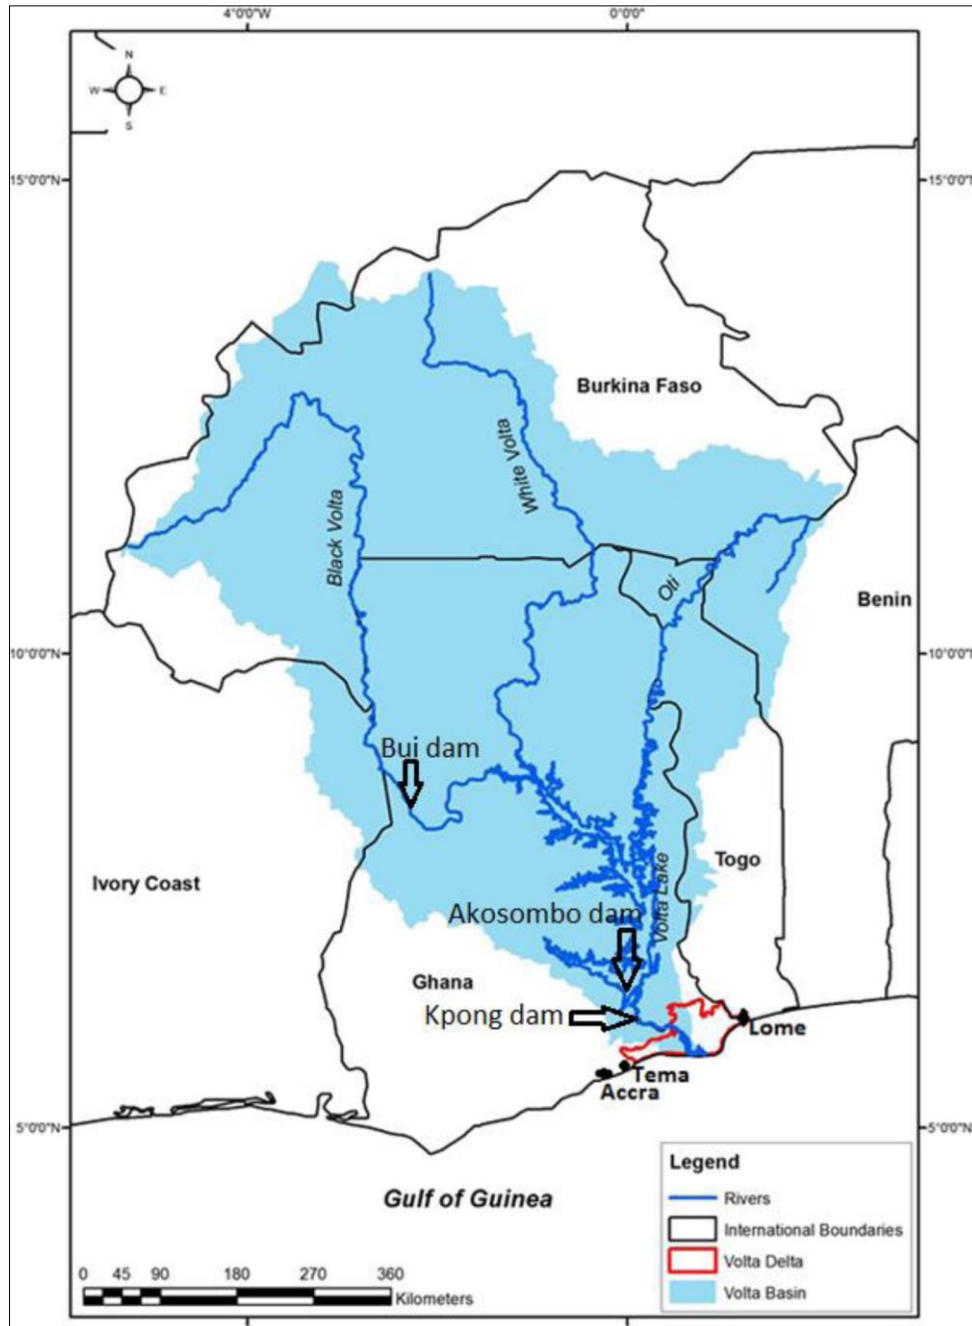 4°0'0"W
0°0'0"
N
W
E
S
15°0'0"N
15°0'0"N
Burkina Faso
White Volta
Black Volta
Oti
Benin
10°0'0"N
10°0'0"N
Bui dam
Togo
Ivory Coast
Volta Lake
Akosombo dam
Ghana
Kpong dam
Lome
Tema
Accra
5°0'0"N
5°0'0"N
Gulf of Guinea
Legend
Rivers
International Boundaries
Volta Delta
Volta Basin
0 45 90 180 270 360
Kilometers